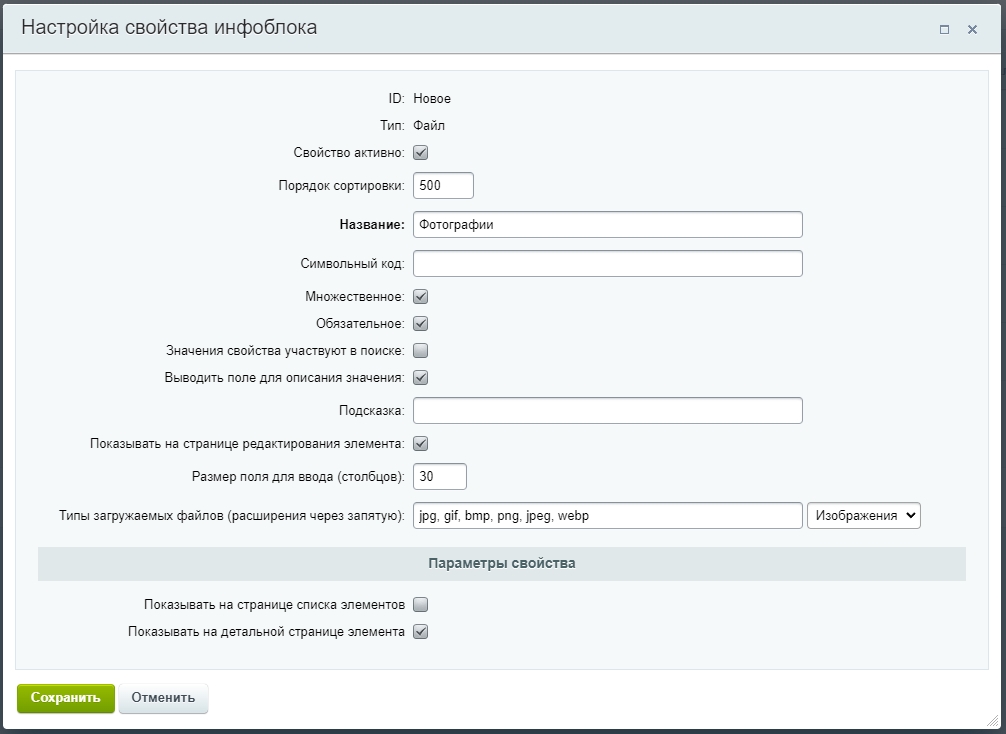 Настройка свойства инфоблока
ID: Новое
Тип: Файл
Свойство активно:
Порядок сортировки: 500
Название: Фотографии
Символьный код:
Множественное:
Обязательное:
Значения свойства участвуют в поиске:
Выводить поле для описания значения:
Подсказка:
Показывать на странице редактирования элемента:
Размер поля для ввода (столбцов): 30
Типы загружаемых файлов (расширения через запятую): jpg, gif, bmp, png, jpeg, webp Изображения
Параметры свойства
Показывать на странице списка элементов
Показывать на детальной странице элемента
Сохранить Отменить